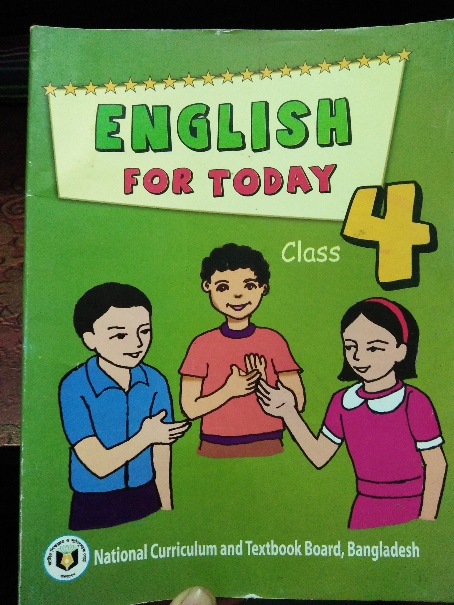 ENGLISH
FOR TODAY
Class 4
National Curriculum and Textbook Board, Bangladesh